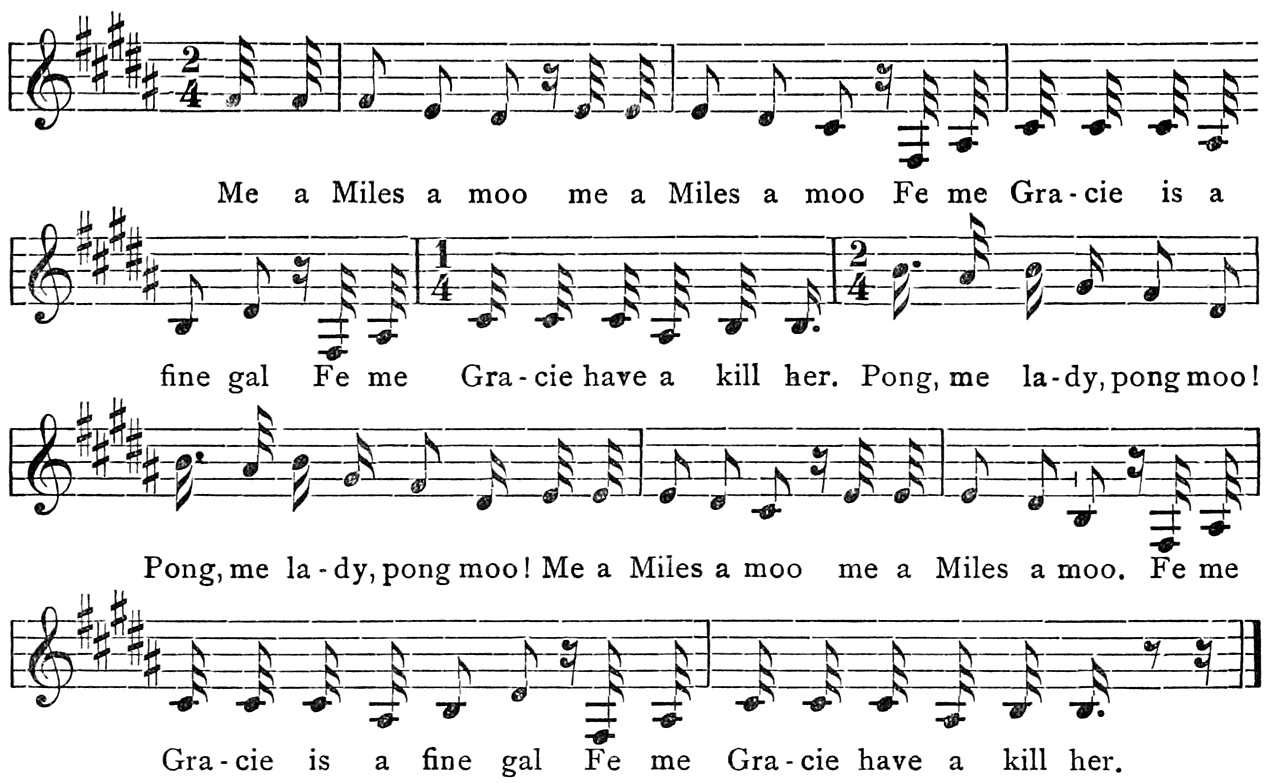 2 4
Me a Miles a moo me a Miles a moo Fe me Gra - cie is a
1 4 2 4
fine gal Fe me Gra - cie have a kill her. Pong, me la - dy, pong moo!
Pong, me la - dy, pong moo! Me a Miles a moo me a Miles a moo. Fe me
Gra - cie is a fine gal Fe me Gra - cie have a kill her.